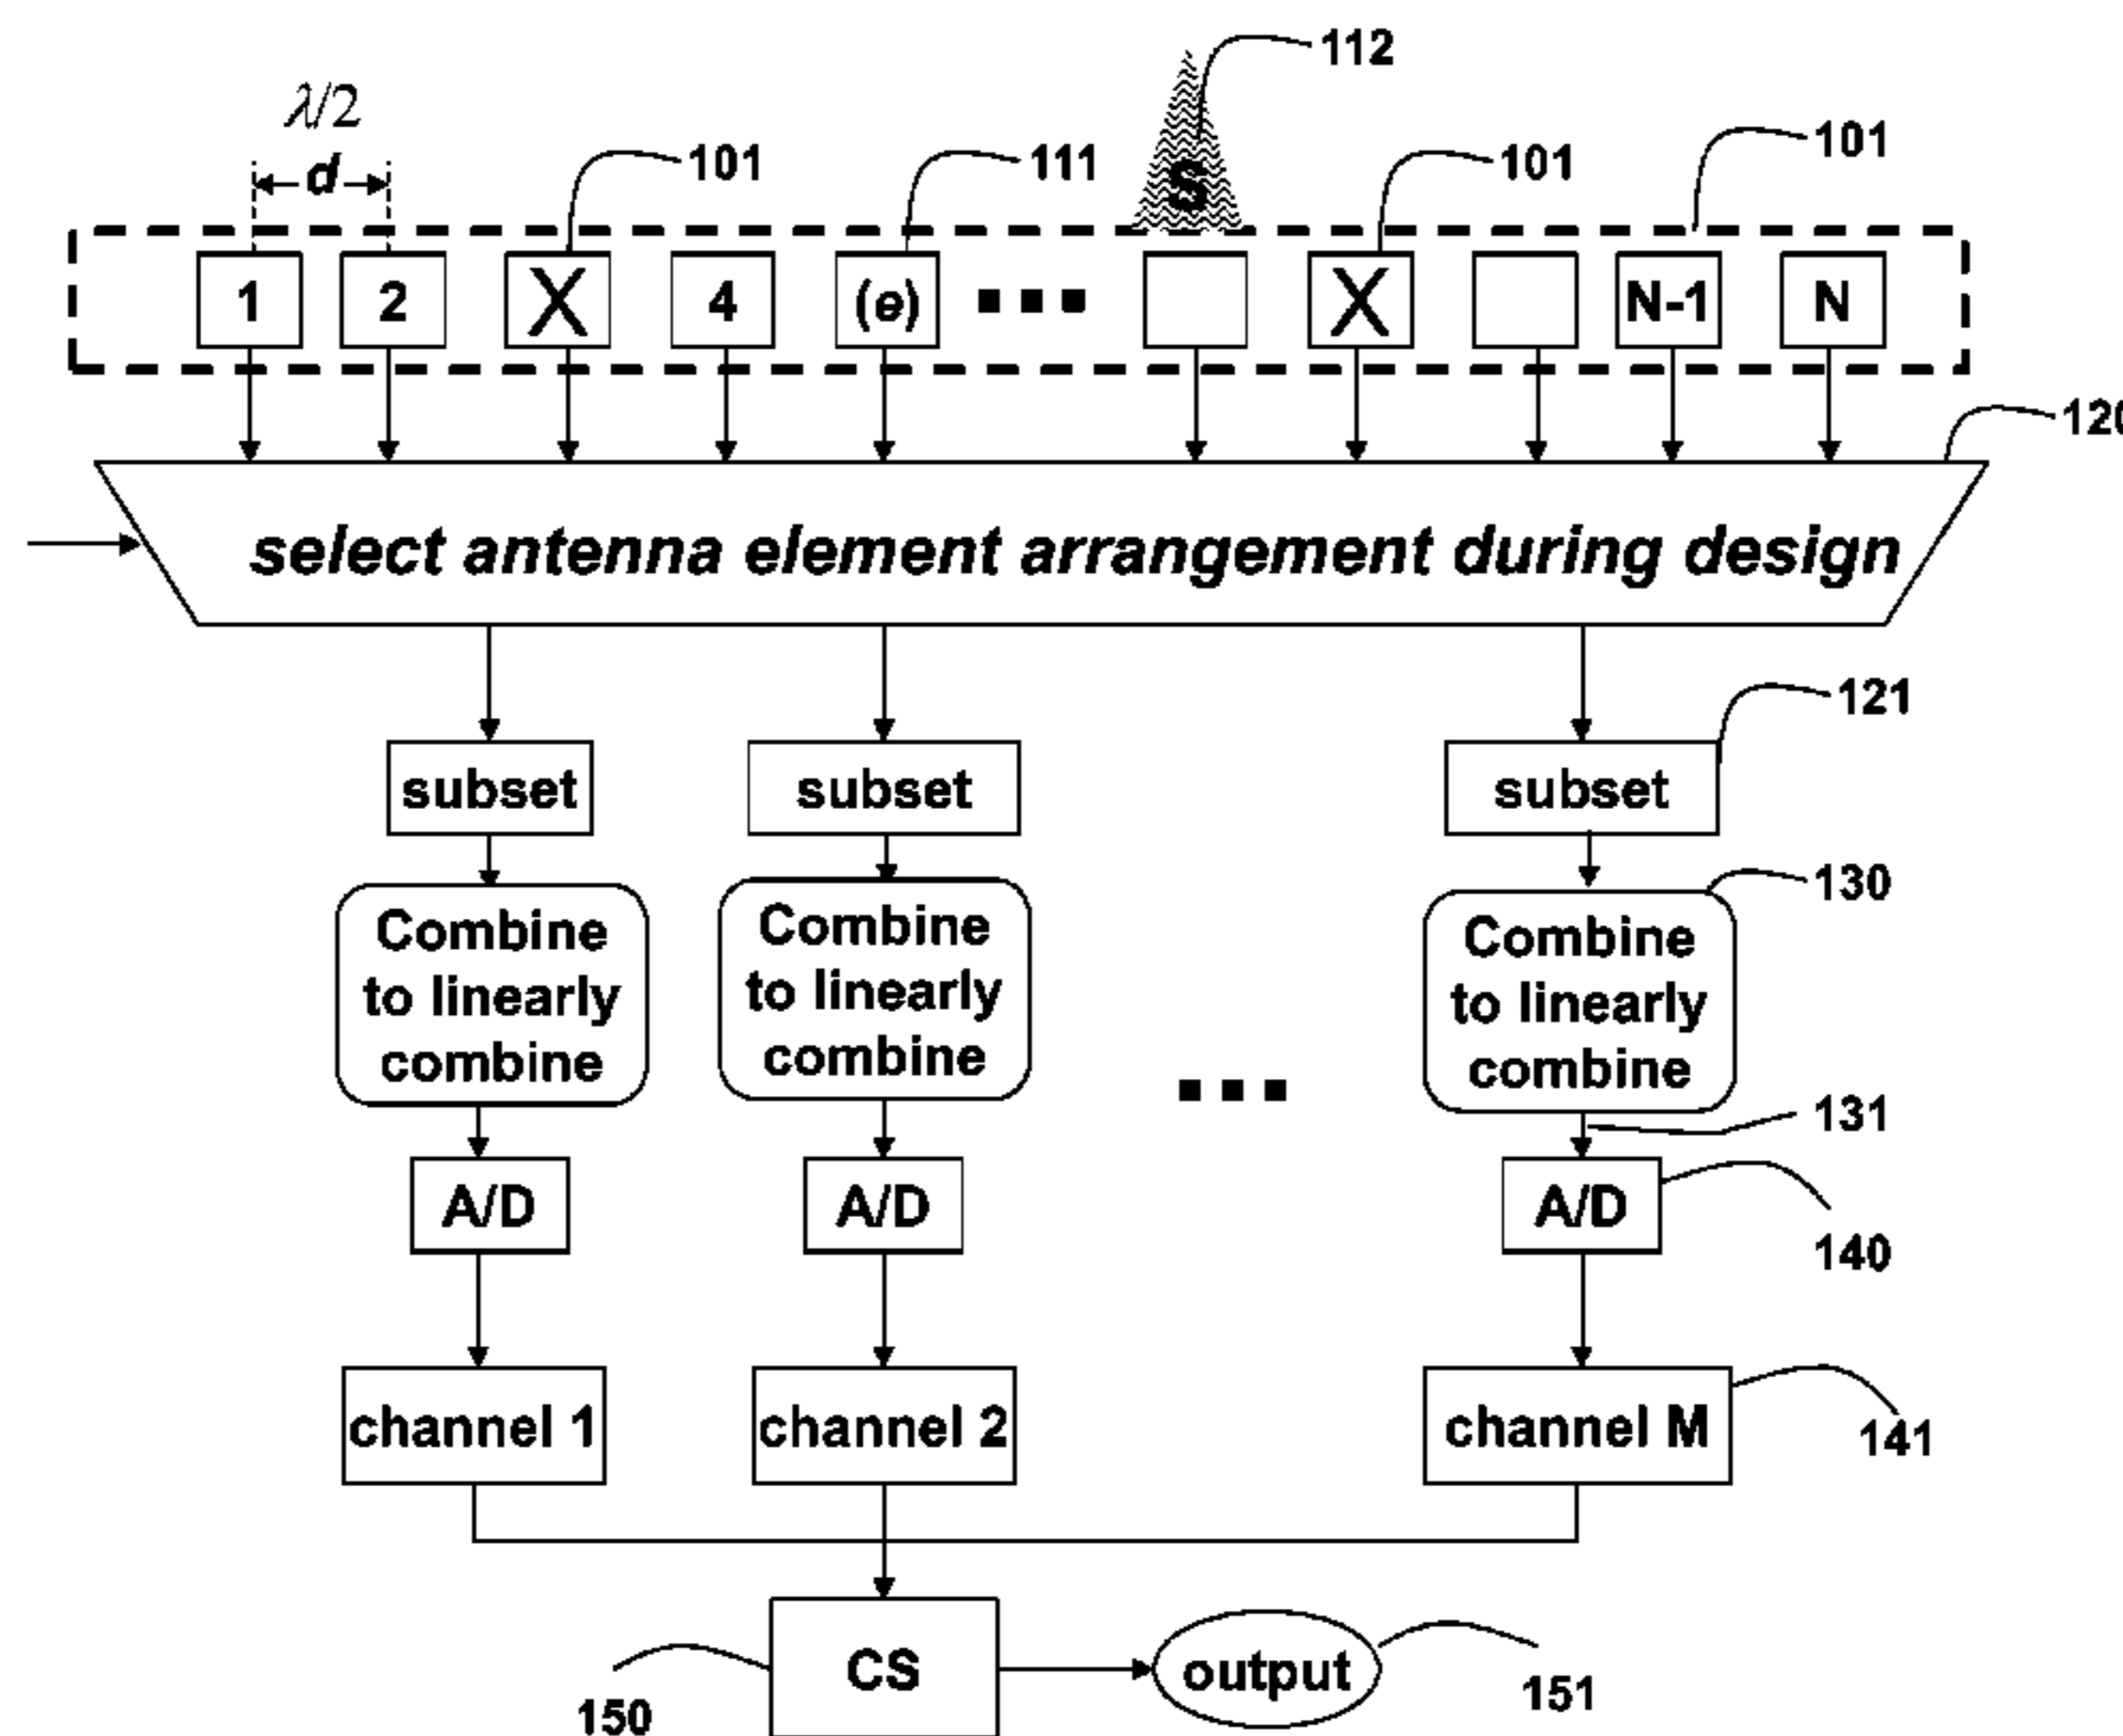 112
λ/2
d
101
111
S
101
101
1
2
X
4
(e)
X
N-1
N
120
select antenna element arrangement during design
121
subset
subset
subset
130
Combine
to linearly
combine
Combine
to linearly
combine
Combine
to linearly
combine
131
A/D
A/D
A/D
140
channel 1
channel 2
channel M
141
CS
output
150
151